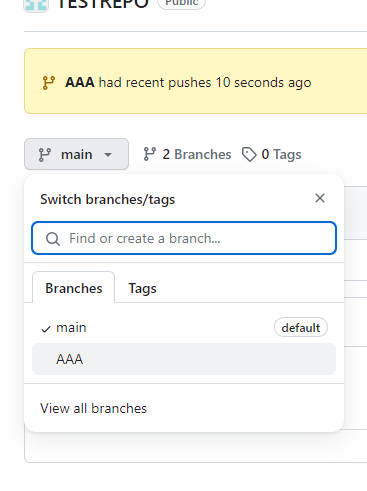 TESTREPO Public
AAA had recent pushes 10 seconds ago
main 2 Branches 0 Tags
Switch branches/tags
Find or create a branch...
Branches Tags
main default
AAA
View all branches